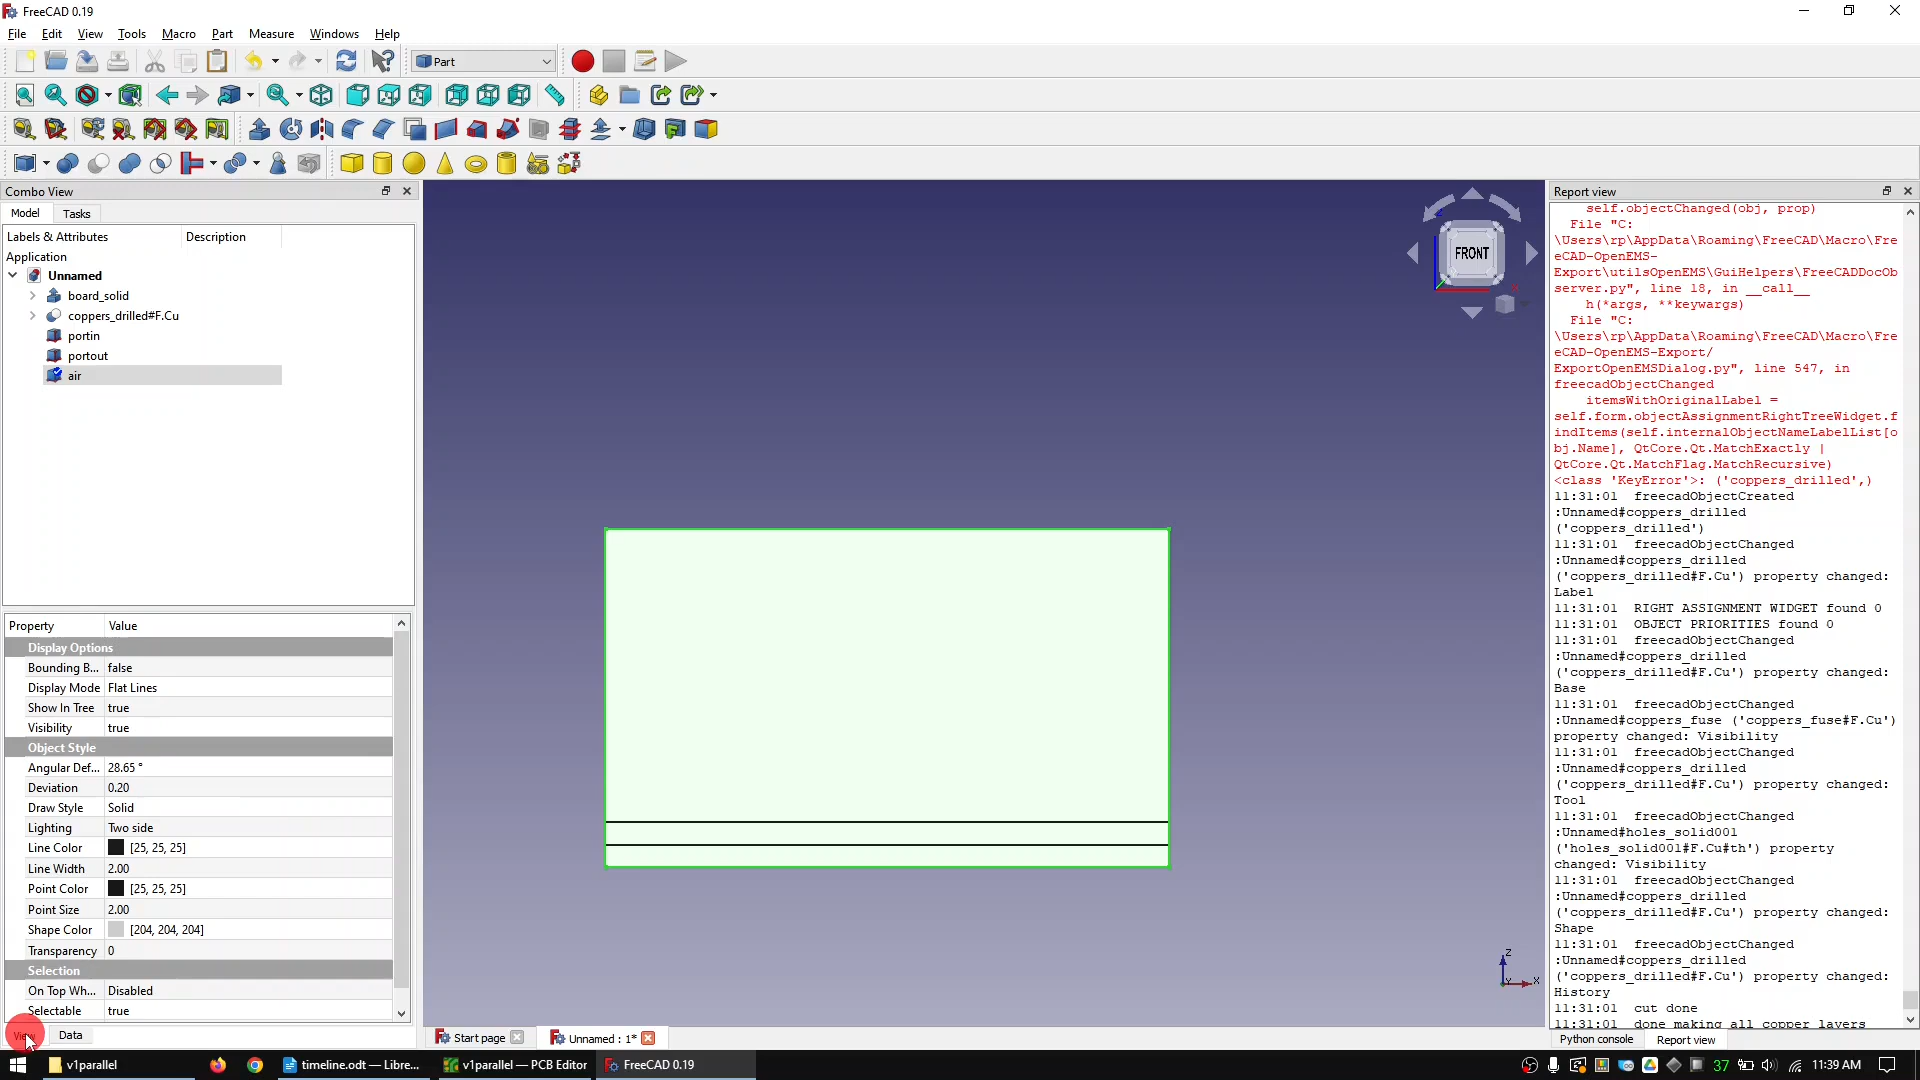 FreeCAD 0.19
File Edit View Tools Macro Part Measure Windows Help
Part
Combo View
Model Tasks
Labels & Attributes Description
Application
Unnamed
board_solid
coppers_drilled#F.Cu
portin
portout
air
Property Value
Display Options
Bounding B... false
Display Mode Flat Lines
Show In Tree true
Visibility true
Object Style
Angular Def... 28.65 °
Deviation 0.20
Draw Style Solid
Lighting Two side
Line Color [25, 25, 25]
Line Width 2.00
Point Color [25, 25, 25]
Point Size 2.00
Shape Color [204, 204, 204]
Transparency 0
Selection
On Top Wh... Disabled
Selectable true
View Data
FRONT
Z
X
Start page
Unnamed : 1*
Report view
self.objectChanged(obj, prop)
File "C:
\Users\rp\AppData\Roaming\FreeCAD\Macro\Fre
eCAD-OpenEMS-
Export\utilsOpenEMS\GuiHelpers\FreeCADDocOb
server.py", line 18, in __call__
h(*args, **keywargs)
File "C:
\Users\rp\AppData\Roaming\FreeCAD\Macro\Fre
eCAD-OpenEMS-Export/
ExportOpenEMSDialog.py", line 547, in
freecadObjectChanged
itemsWithOriginalLabel =
self.form.objectAssignmentRightTreeWidget.f
indItems(self.internalObjectNameLabelList[o
bj.Name], QtCore.Qt.MatchExactly |
QtCore.Qt.MatchFlag.MatchRecursive)
<class 'KeyError'>: ('coppers_drilled',)
11:31:01 freecadObjectCreated
:Unnamed#coppers_drilled
('coppers_drilled')
11:31:01 freecadObjectChanged
:Unnamed#coppers_drilled
('coppers_drilled#F.Cu') property changed:
Label
11:31:01 RIGHT ASSIGNMENT WIDGET found 0
11:31:01 OBJECT PRIORITIES found 0
11:31:01 freecadObjectChanged
:Unnamed#coppers_drilled
('coppers_drilled#F.Cu') property changed:
Base
11:31:01 freecadObjectChanged
:Unnamed#coppers_fuse ('coppers_fuse#F.Cu')
property changed: Visibility
11:31:01 freecadObjectChanged
:Unnamed#coppers_drilled
('coppers_drilled#F.Cu') property changed:
Tool
11:31:01 freecadObjectChanged
:Unnamed#holes_solid001
('holes_solid001#F.Cu#th') property
changed: Visibility
11:31:01 freecadObjectChanged
:Unnamed#coppers_drilled
('coppers_drilled#F.Cu') property changed:
Shape
11:31:01 freecadObjectChanged
:Unnamed#coppers_drilled
('coppers_drilled#F.Cu') property changed:
History
11:31:01 cut done
11:31:01 done making all copper layers
Python console Report view
v1parallel
timeline.odt — Libre...
v1parallel — PCB Editor
FreeCAD 0.19
37
11:39 AM